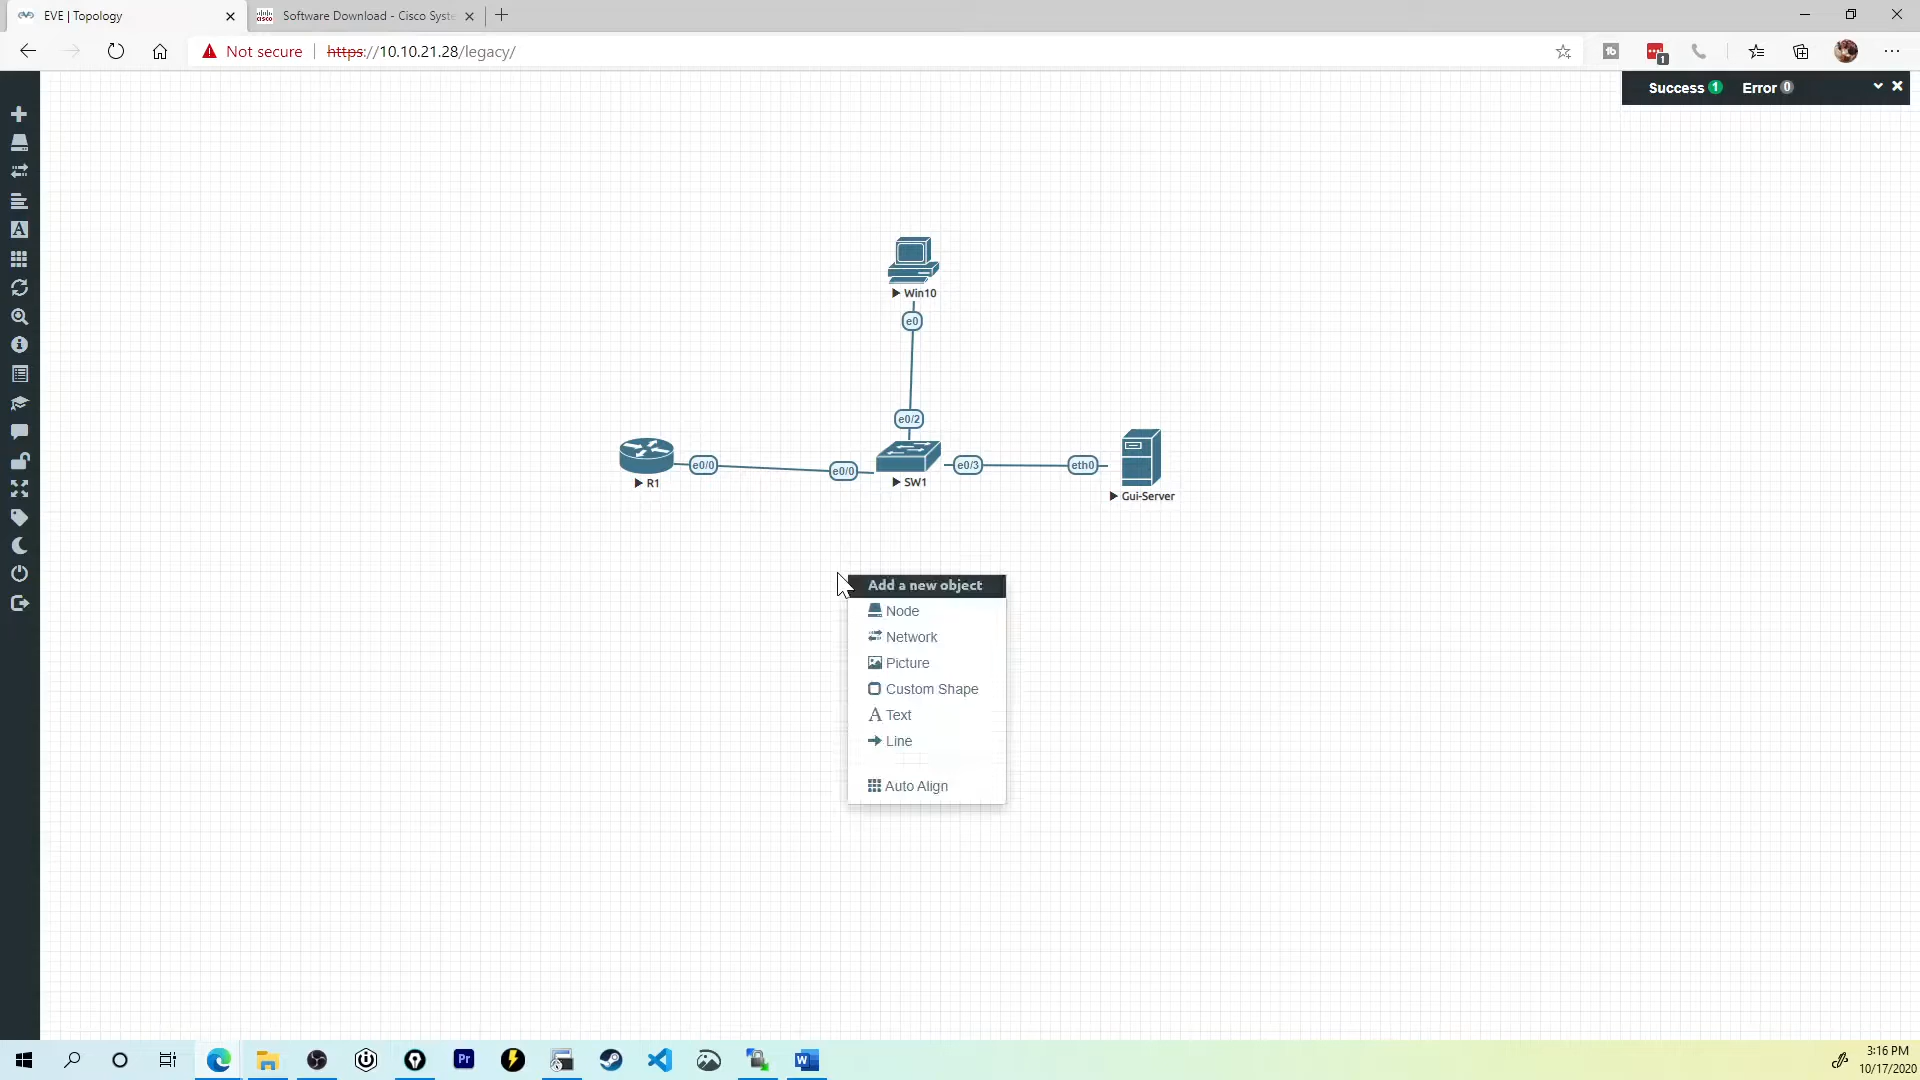 EVE | Topology
Software Download - Cisco Syste
Not secure
https://10.10.21.28/legacy/
1
Success 1 Error 0
Win10
e0
e0/2
R1
e0/0
e0/0
SW1
e0/3
eth0
Gui-Server
Add a new object
Node
Network
Picture
Custom Shape
A Text
Line
Auto Align
A
Pr
W
3:16 PM
10/17/2020